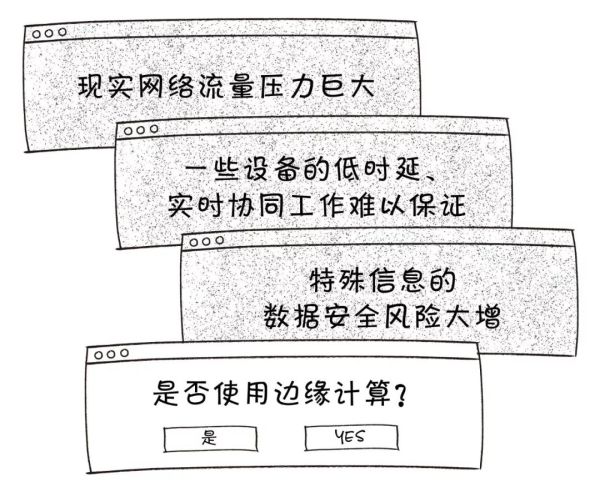 现实网络流量压力巨大
一些设备的低时延、
实时协同工作难以保证
特殊信息的
数据安全风险大增
是否使用边缘计算？
是
YES